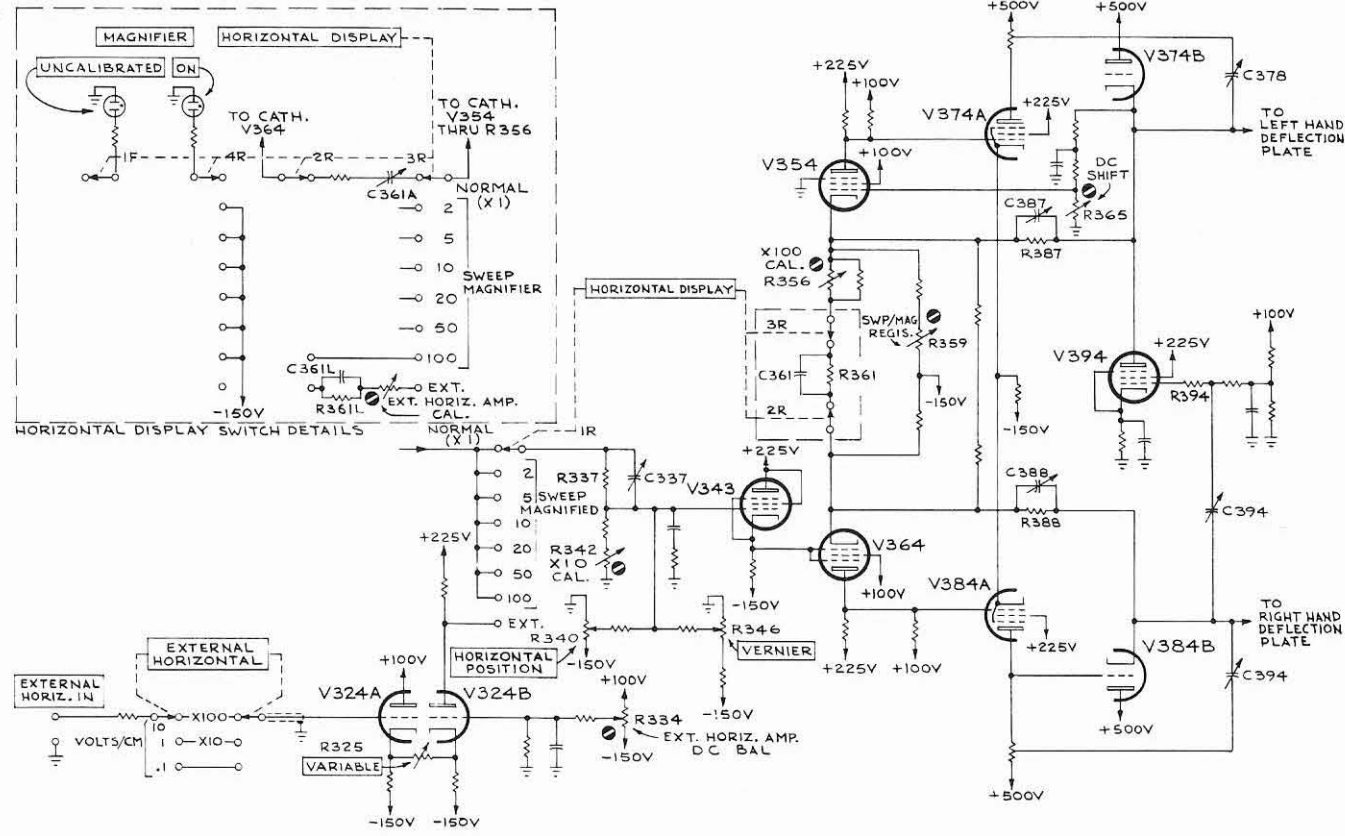 MAGNIFIER
HORIZONTAL DISPLAY
UNCALIBRATED
ON
TO CATH.
V364
TO CATH.
V354
THRU R356
1F
4R
2R
3R
C361A
NORMAL
(X1)
2
5
10
20
50
100
SWEEP
MAGNIFIER
C361L
R361L
EXT.
EXT. HORIZ. AMP.
CAL.
-150V
HORIZONTAL DISPLAY SWITCH DETAILS
NORMAL
(X1)
1R
2
5
10
20
50
100
EXT.
SWEEP
MAGNIFIED
R337
C337
R342
X10
CAL.
+225V
R340
-150V
HORIZONTAL
POSITION
R346
VERNIER
-150V
EXTERNAL
HORIZONTAL
EXTERNAL
HORIZ. IN
VOLTS/CM
10
1
.1
X100
X10
+100V
V324A
V324B
R325
VARIABLE
-150V
-150V
+100V
R334
-150V
EXT. HORIZ. AMP.
DC BAL
V343
+225V
-150V
HORIZONTAL DISPLAY
+225V
+100V
V354
+100V
X100
CAL.
R356
3R
C361
R361
2R
SWP/MAG
REGIS.
R359
-150V
V364
+100V
+225V
+100V
+500V
+500V
V374A
+225V
V374B
C378
TO
LEFT HAND
DEFLECTION
PLATE
DC
SHIFT
R365
C387
R387
-150V
V394
+225V
R394
+100V
C388
R388
C394
V384A
+225V
V384B
+500V
+500V
TO
RIGHT HAND
DEFLECTION
PLATE
C394